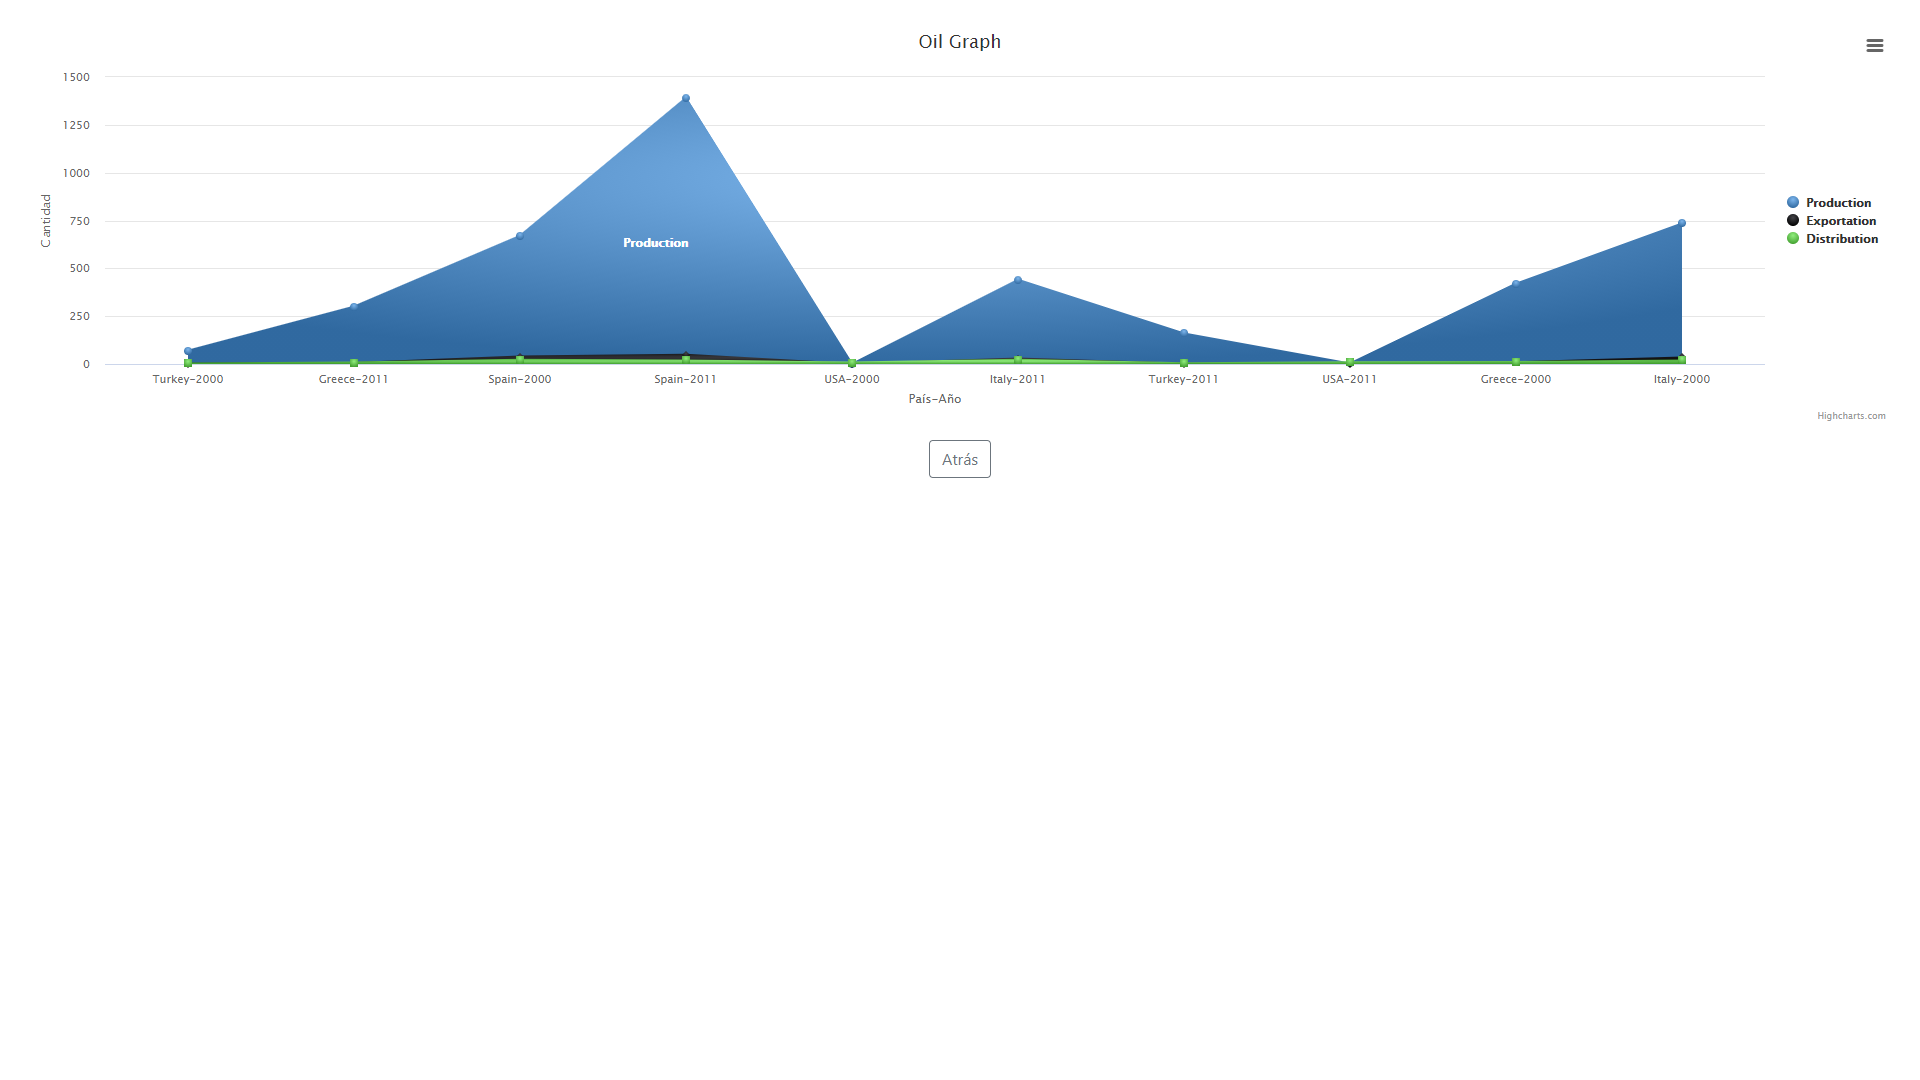 Oil Graph
1500
1250
1000
750
500
250
0
Cantidad
Production
Turkey-2000
Greece-2011
Spain-2000
Spain-2011
USA-2000
Italy-2011
Turkey-2011
USA-2011
Greece-2000
Italy-2000
País-Año
Production
Exportation
Distribution
Highcharts.com
Atrás